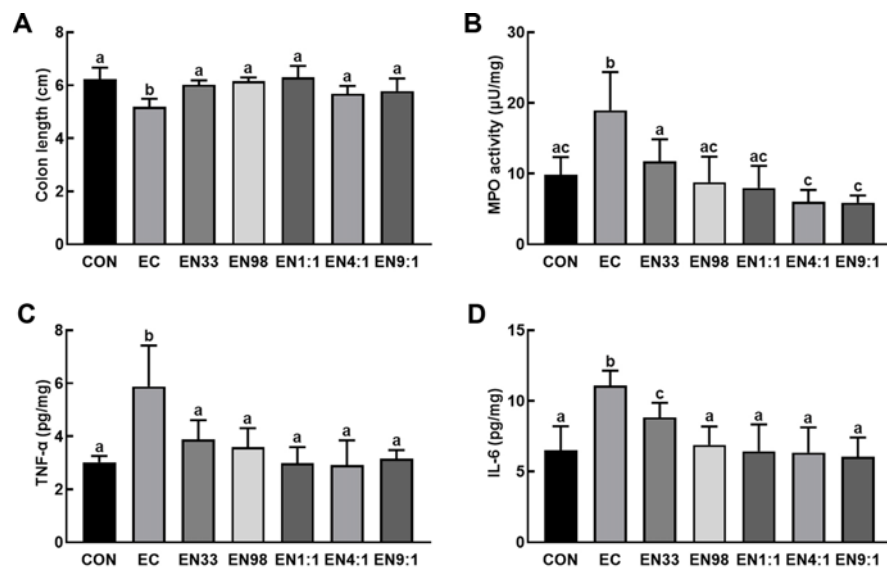 A
Colon length (cm)
8
6
4
2
0
a
b
a
a
a
a
a
CON EC EN33 EN98 EN1:1 EN4:1 EN9:1
B
MPO activity (μU/mg)
30
20
10
0
ac
b
a
ac
ac
c
c
CON EC EN33 EN98 EN1:1 EN4:1 EN9:1
C
TNF-α (pg/mg)
8
6
4
2
0
a
b
a
a
a
a
a
CON EC EN33 EN98 EN1:1 EN4:1 EN9:1
D
IL-6 (pg/mg)
15
10
5
0
a
b
c
a
a
a
a
CON EC EN33 EN98 EN1:1 EN4:1 EN9:1